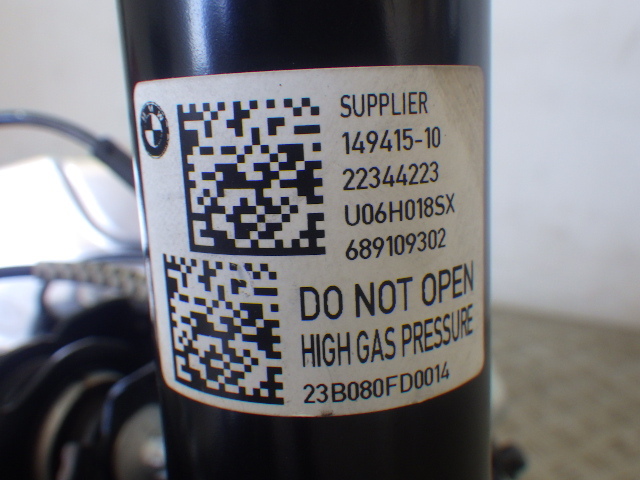 SUPPLIER
149415-10
22344223
U06H018SX
689109302
DO NOT OPEN
HIGH GAS PRESSURE
23B080FD0014